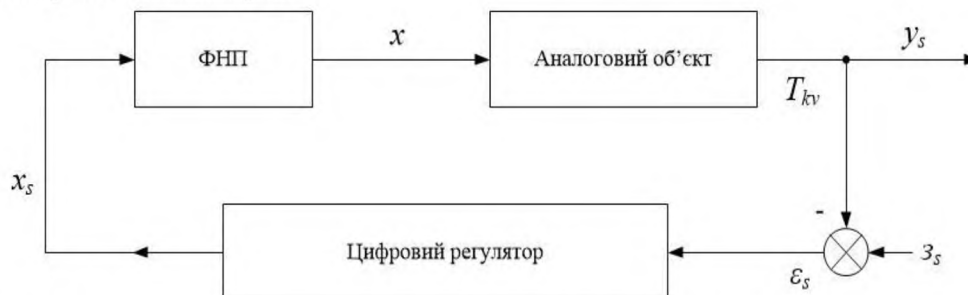 ФНП
x
Аналоговий об’єкт
y_s
T_kv
x_s
-
Цифровий регулятор
ε_s
з_s